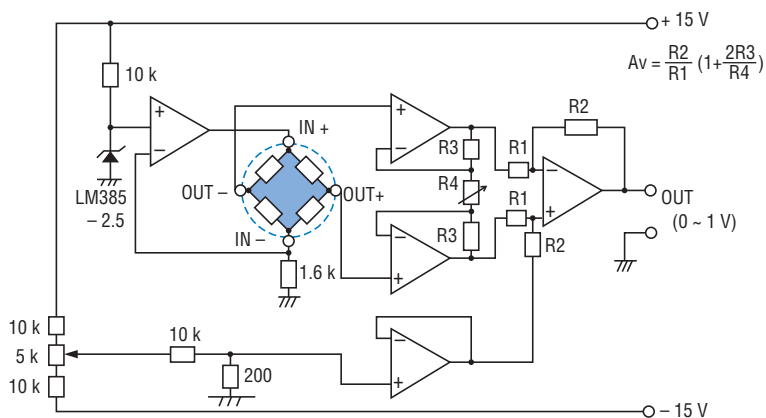 + 15 V
Av = R2/R1 (1+2R3/R4)
10 k
+
−
LM385
– 2.5
IN +
OUT –
OUT+
IN –
1.6 k
+
−
R3
R4
R3
−
+
R1
R1
R2
−
+
R2
OUT
(0 ~ 1 V)
10 k
5 k
10 k
10 k
200
−
+
– 15 V